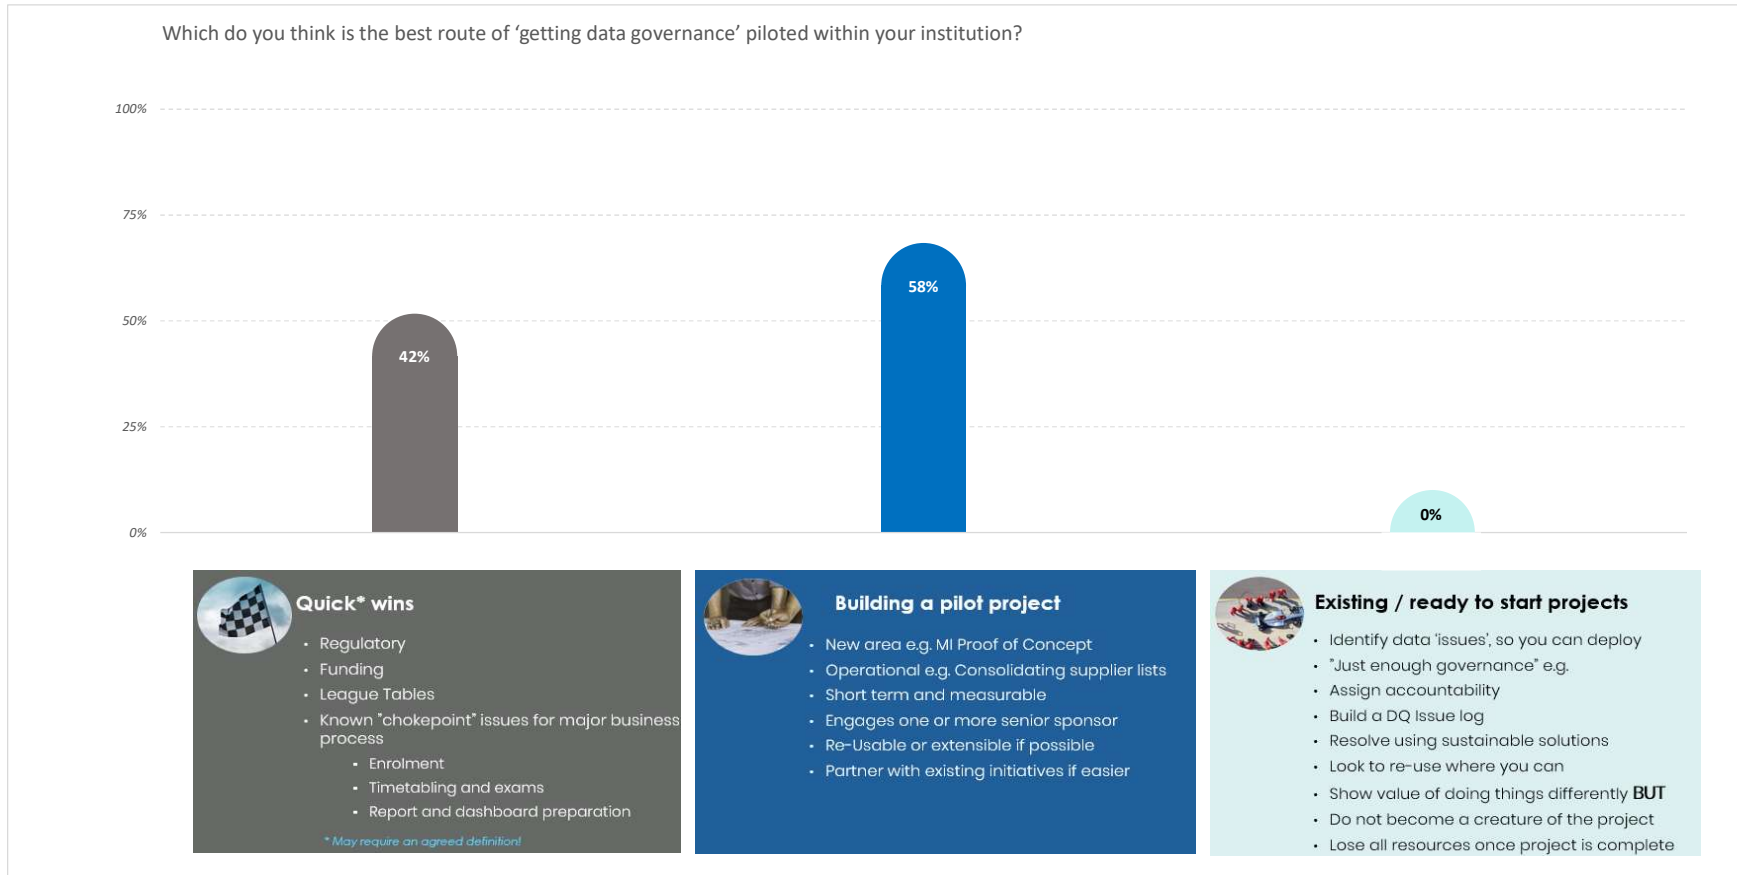 Which do you think is the best route of ‘getting data governance’ piloted within your institution?
100%
75%
50%
25%
0%
42%
58%
0%
Quick* wins
• Regulatory
• Funding
• League Tables
• Known "chokepoint" issues for major business
process
• Enrolment
• Timetabling and exams
• Report and dashboard preparation
* May require an agreed definition!
Building a pilot project
• New area e.g. MI Proof of Concept
• Operational e.g. Consolidating supplier lists
• Short term and measurable
• Engages one or more senior sponsor
• Re-Usable or extensible if possible
• Partner with existing initiatives if easier
Existing / ready to start projects
• Identify data ‘issues’, so you can deploy
• "Just enough governance" e.g.
• Assign accountability
• Build a DQ Issue log
• Resolve using sustainable solutions
• Look to re-use where you can
• Show value of doing things differently BUT
• Do not become a creature of the project
• Lose all resources once project is complete